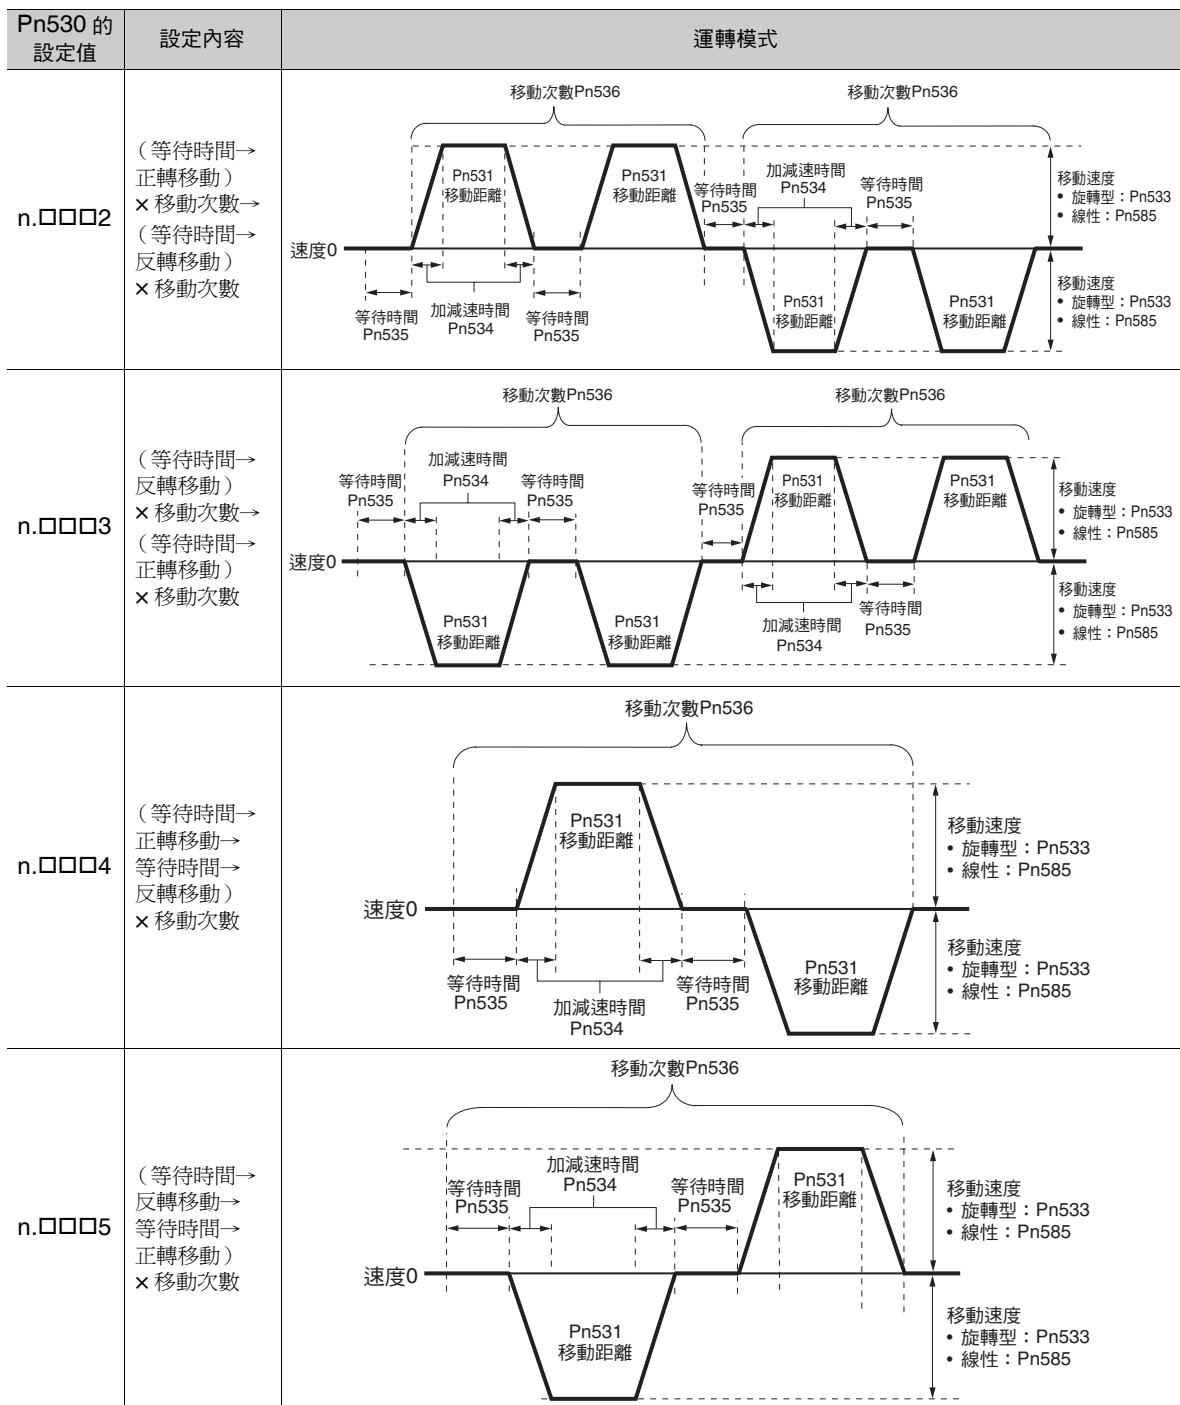 Pn530 的
設定值
設定內容
運轉模式
n.□□□2
（等待時間→
正轉移動）
×移動次數→
（等待時間→
反轉移動）
×移動次數
移動次數Pn536
移動次數Pn536
Pn531
移動距離
Pn531
移動距離
等待時間
Pn535
加減速時間
Pn534
等待時間
Pn535
移動速度
• 旋轉型：Pn533
• 線性：Pn585
速度0
等待時間
Pn535
加減速時間
Pn534
等待時間
Pn535
Pn531
移動距離
Pn531
移動距離
移動速度
• 旋轉型：Pn533
• 線性：Pn585
n.□□□3
（等待時間→
反轉移動）
×移動次數→
（等待時間→
正轉移動）
×移動次數
移動次數Pn536
移動次數Pn536
等待時間
Pn535
加減速時間
Pn534
等待時間
Pn535
等待時間
Pn535
Pn531
移動距離
Pn531
移動距離
移動速度
• 旋轉型：Pn533
• 線性：Pn585
速度0
Pn531
移動距離
Pn531
移動距離
加減速時間
Pn534
等待時間
Pn535
移動速度
• 旋轉型：Pn533
• 線性：Pn585
n.□□□4
（等待時間→
正轉移動→
等待時間→
反轉移動）
×移動次數
移動次數Pn536
Pn531
移動距離
移動速度
• 旋轉型：Pn533
• 線性：Pn585
速度0
等待時間
Pn535
加減速時間
Pn534
等待時間
Pn535
Pn531
移動距離
移動速度
• 旋轉型：Pn533
• 線性：Pn585
n.□□□5
（等待時間→
反轉移動→
等待時間→
正轉移動）
×移動次數
移動次數Pn536
等待時間
Pn535
加減速時間
Pn534
等待時間
Pn535
Pn531
移動距離
移動速度
• 旋轉型：Pn533
• 線性：Pn585
速度0
Pn531
移動距離
移動速度
• 旋轉型：Pn533
• 線性：Pn585